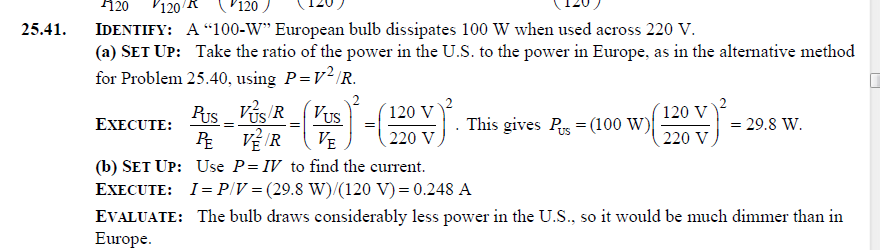 25.41. IDENTIFY: A “100-W” European bulb dissipates 100 W when used across 220 V.
(a) SET UP: Take the ratio of the power in the U.S. to the power in Europe, as in the alternative method
for Problem 25.40, using P = V²/R.
EXECUTE: P_US/P_E = (V_US²/R)/(V_E²/R) = (V_US/V_E)² = (120 V/220 V)². This gives P_US = (100 W)(120 V/220 V)² = 29.8 W.
(b) SET UP: Use P = IV to find the current.
EXECUTE: I = P/V = (29.8 W)/(120 V) = 0.248 A
EVALUATE: The bulb draws considerably less power in the U.S., so it would be much dimmer than in
Europe.